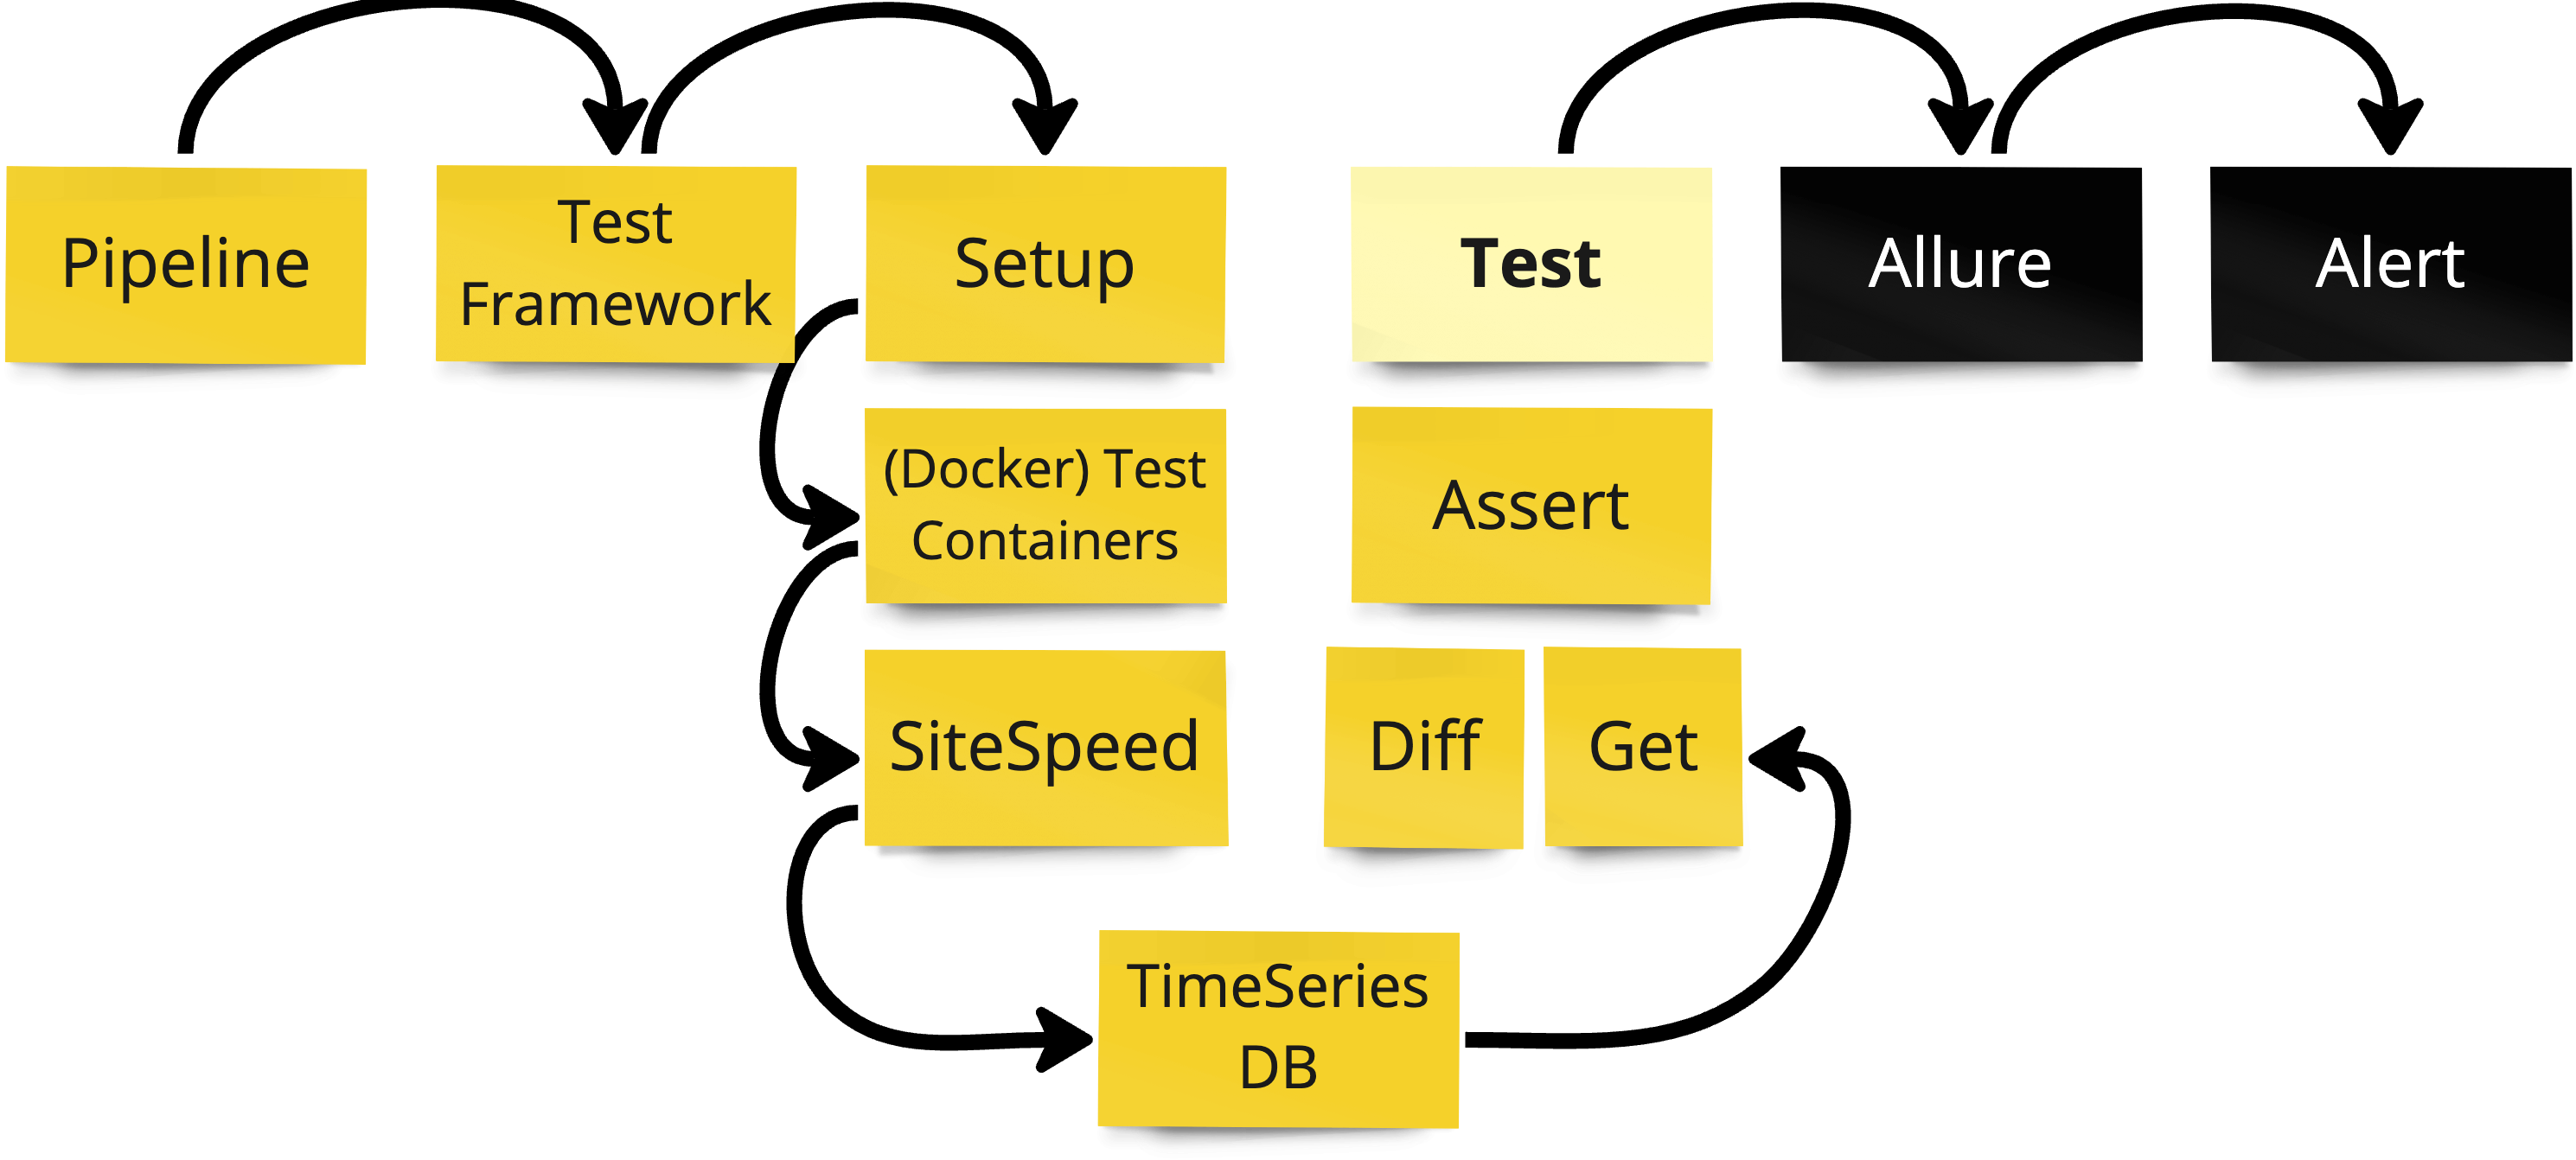 Pipeline
Test
Framework
Setup
Test
Allure
Alert
(Docker) Test
Containers
Assert
SiteSpeed
Diff
Get
TimeSeries
DB